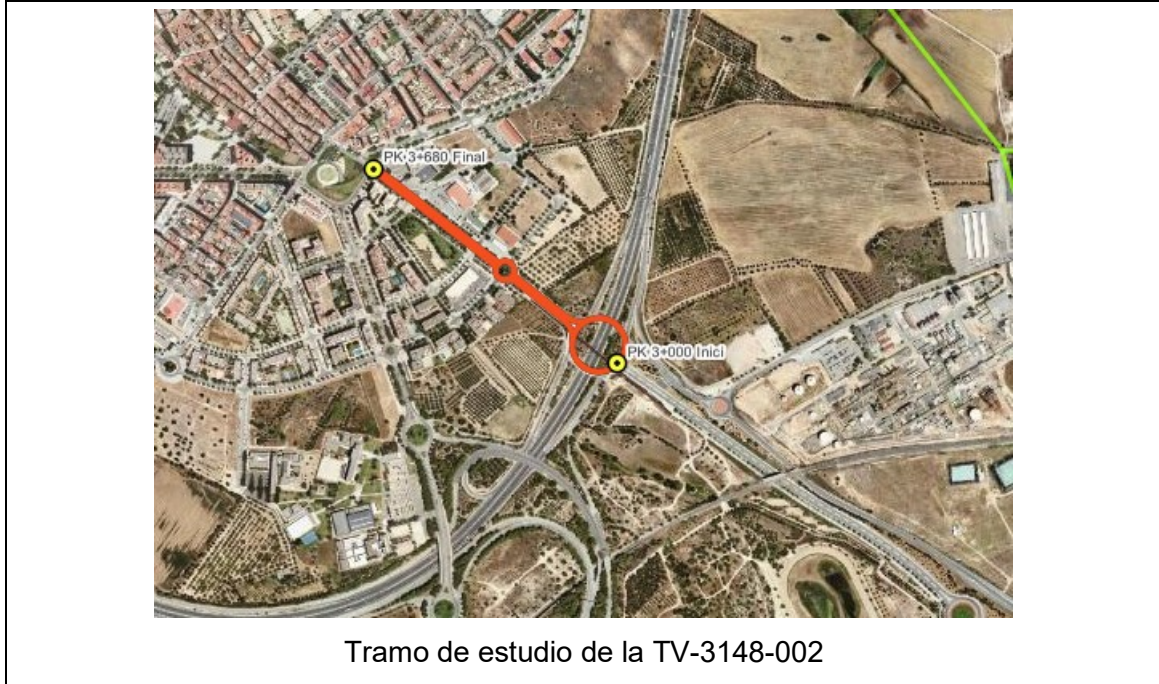 PK 3+680 Final
PK 3+000 Inici
Tramo de estudio de la TV-3148-002